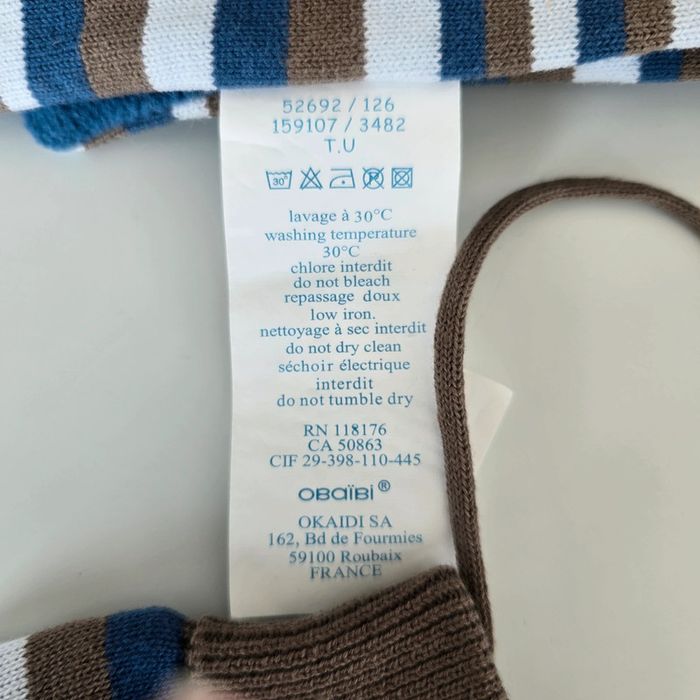 52692 / 126
159107 / 3482
T.U
30°
lavage à 30°C
washing temperature
30°C
chlore interdit
do not bleach
repassage doux
low iron.
nettoyage à sec interdit
do not dry clean
séchoir électrique
interdit
do not tumble dry
RN 118176
CA 50863
CIF 29-398-110-445
OBaïBi®
OKAIDI SA
162, Bd de Fourmies
59100 Roubaix
FRANCE